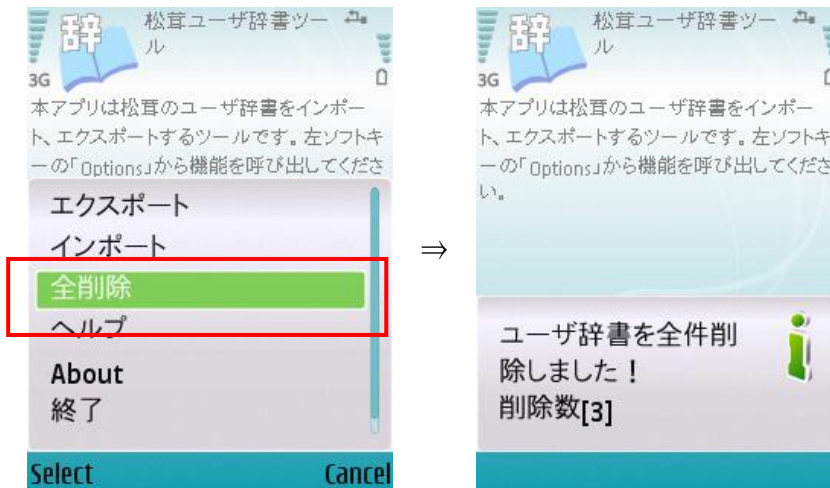 辞
松茸ユーザ辞書ツー
ル
3G
本アプリは松茸のユーザ辞書をインポー
ト、エクスポートするツールです。左ソフトキ
ーの「Options」から機能を呼び出してくださ
エクスポート
インポート
全削除
ヘルプ
About
終了
Select
Cancel
⇒
辞
松茸ユーザ辞書ツー
ル
3G
本アプリは松茸のユーザ辞書をインポー
ト、エクスポートするツールです。左ソフトキ
ーの「Options」から機能を呼び出してくださ
い。
ユーザ辞書を全件削
除しました！
削除数[3]